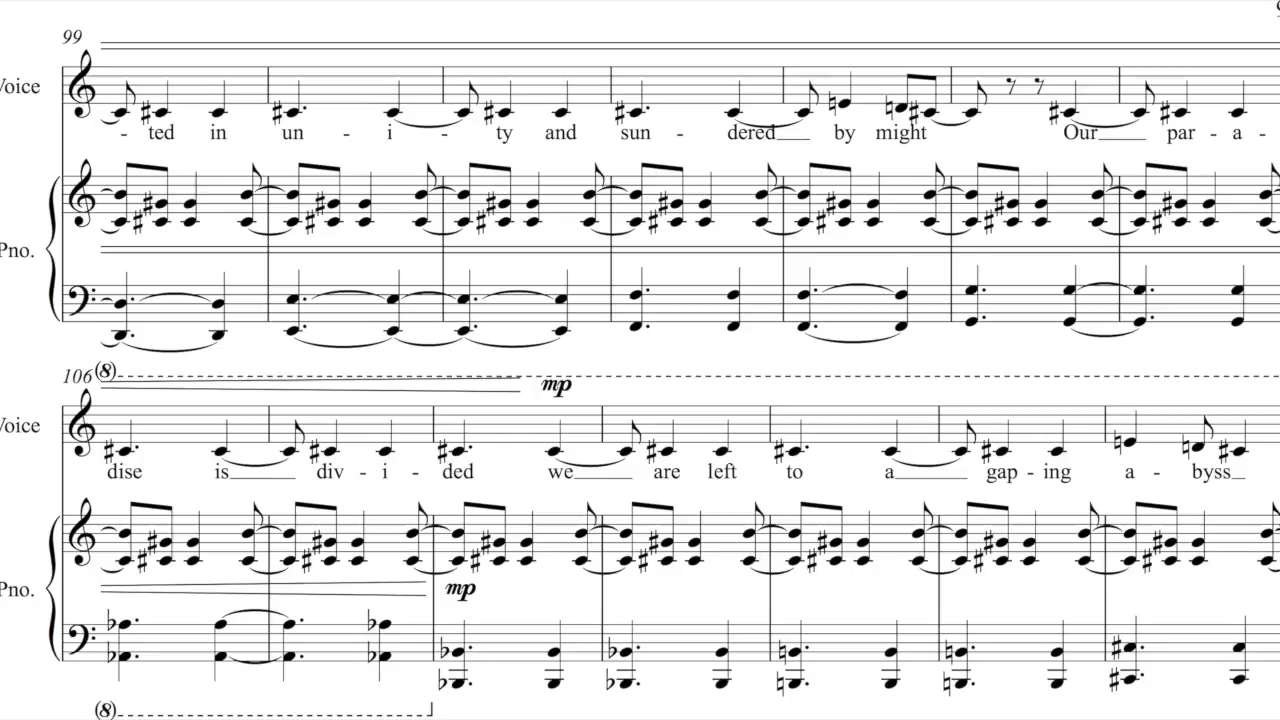 99
Voice
- ted in un - i - ty and sun - dered by might Our par - a -
Pno.
106 (8) mp
Voice
dise is div - i - ded we are left to a gap - ing a - byss
Pno.
mp
(8)